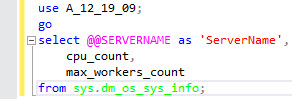 use A_12_19_09;
go
select @@SERVERNAME as 'ServerName',
cpu_count,
max_workers_count
from sys.dm_os_sys_info;